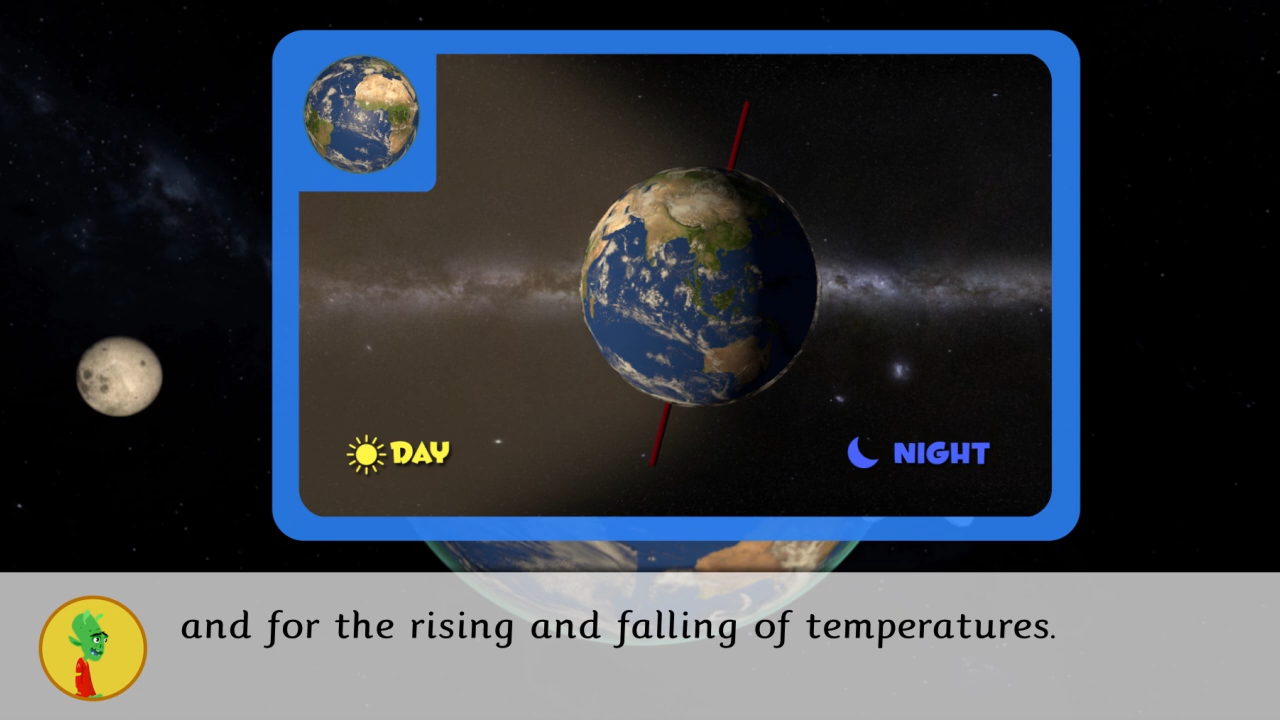 DAY
NIGHT
and for the rising and falling of temperatures.